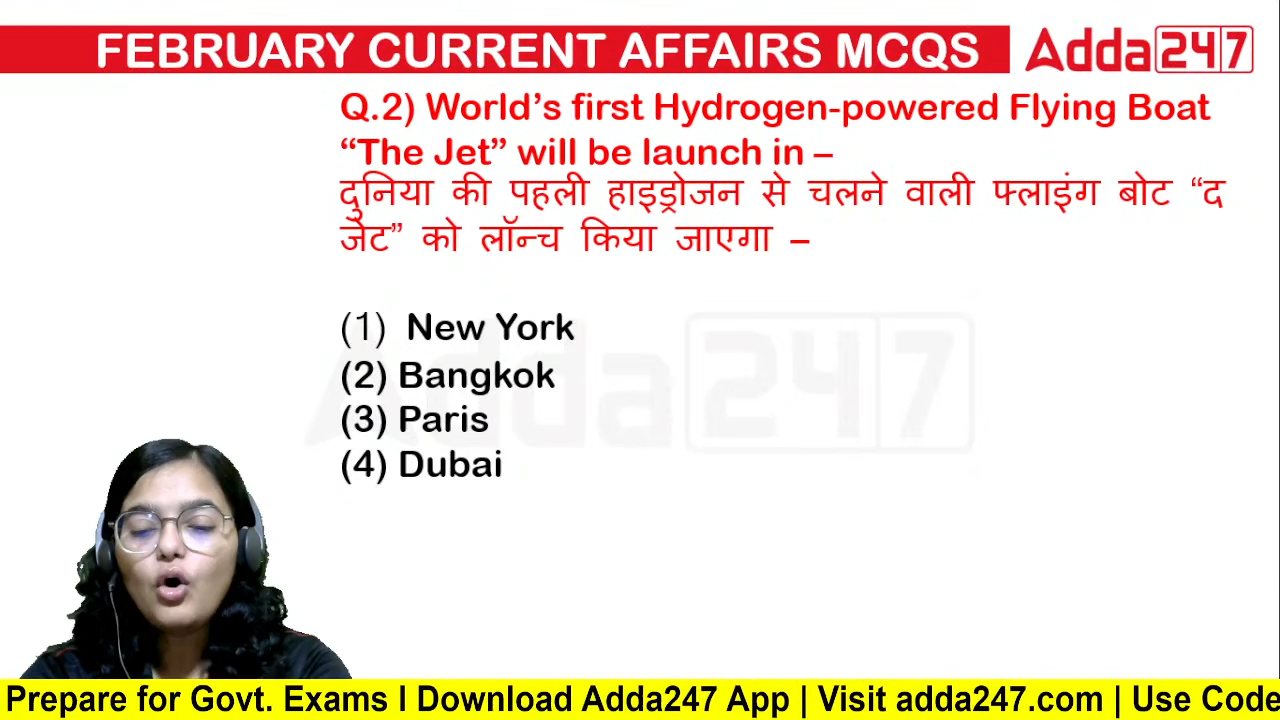 FEBRUARY CURRENT AFFAIRS MCQS Adda247
Q.2) World's first Hydrogen-powered Flying Boat
“The Jet” will be launch in –
दुनिया की पहली हाइड्रोजन से चलने वाली फ्लाइंग बोट “द
जेट” को लॉन्च किया जाएगा –
(1) New York
(2) Bangkok
(3) Paris
(4) Dubai
Adda247
Prepare for Govt. Exams I Download Adda247 App | Visit adda247.com | Use Code